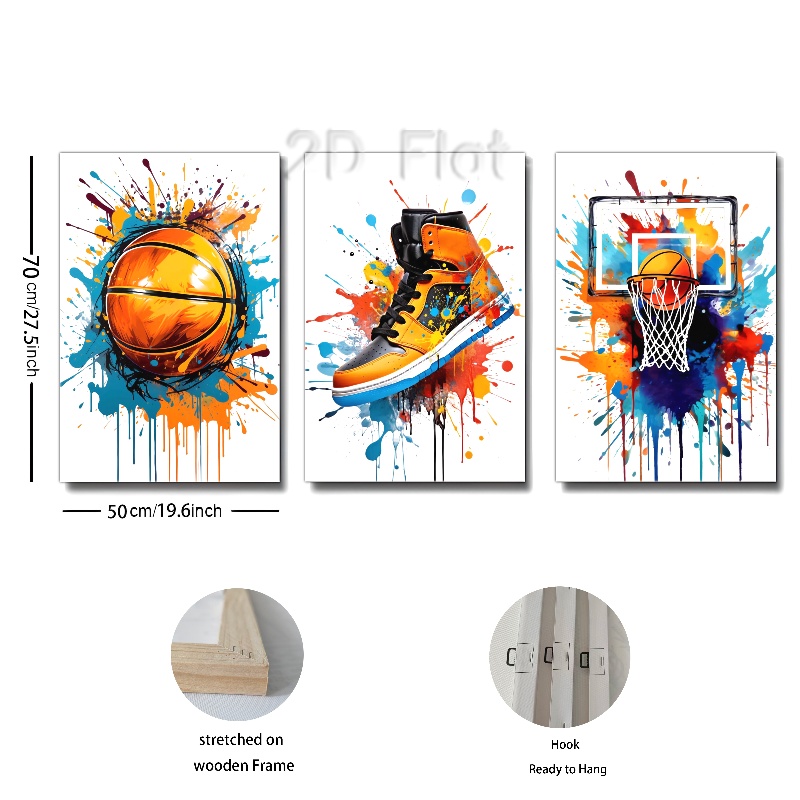 2D Flat
70 cm/27.5inch
50 cm/19.6inch
stretched on
wooden Frame
Hook
Ready to Hang